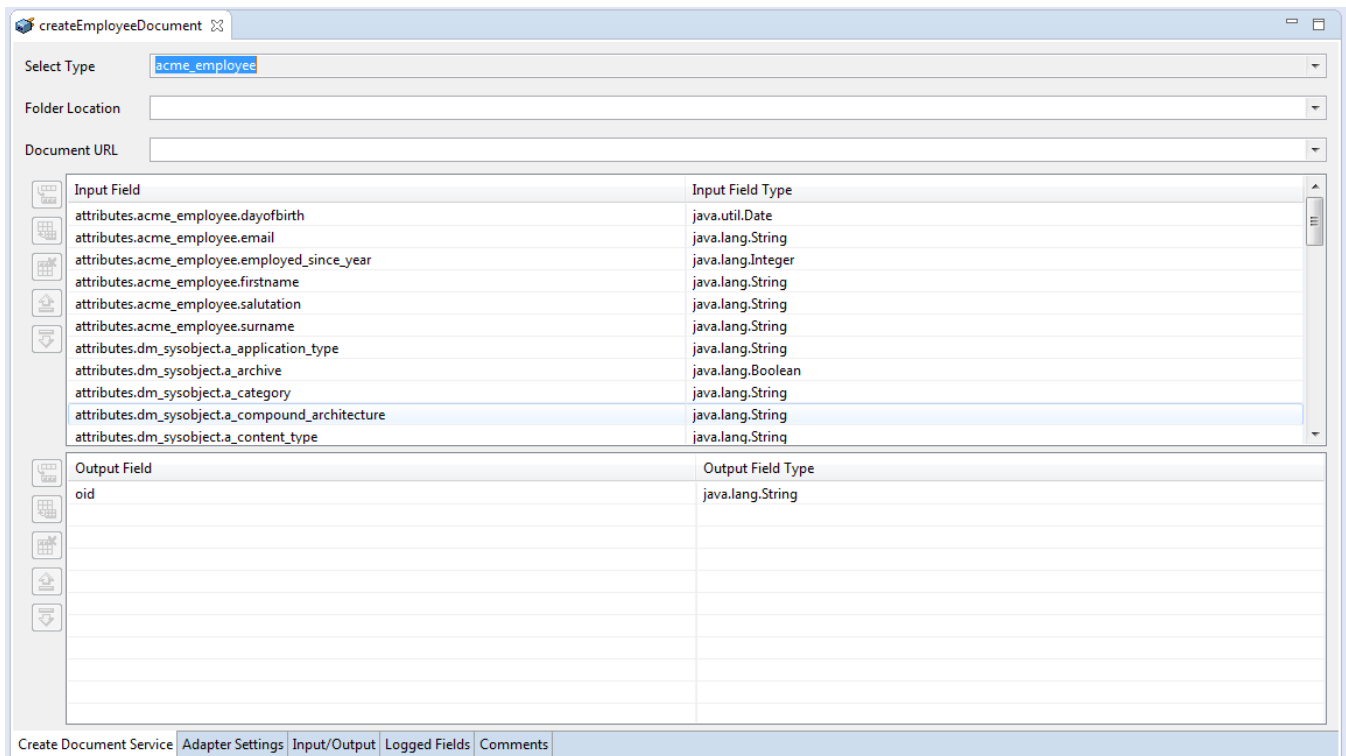 createEmployeeDocument
Select Type acme_employee
Folder Location
Document URL
Input Field Input Field Type
attributes.acme_employee.dayofbirth java.util.Date
attributes.acme_employee.email java.lang.String
attributes.acme_employee.employed_since_year java.lang.Integer
attributes.acme_employee.firstname java.lang.String
attributes.acme_employee.salutation java.lang.String
attributes.acme_employee.surname java.lang.String
attributes.dm_sysobject.a_application_type java.lang.String
attributes.dm_sysobject.a_archive java.lang.Boolean
attributes.dm_sysobject.a_category java.lang.String
attributes.dm_sysobject.a_compound_architecture java.lang.String
attributes.dm_sysobject.a_content_type java.lang.String
Output Field Output Field Type
oid java.lang.String
Create Document Service Adapter Settings Input/Output Logged Fields Comments